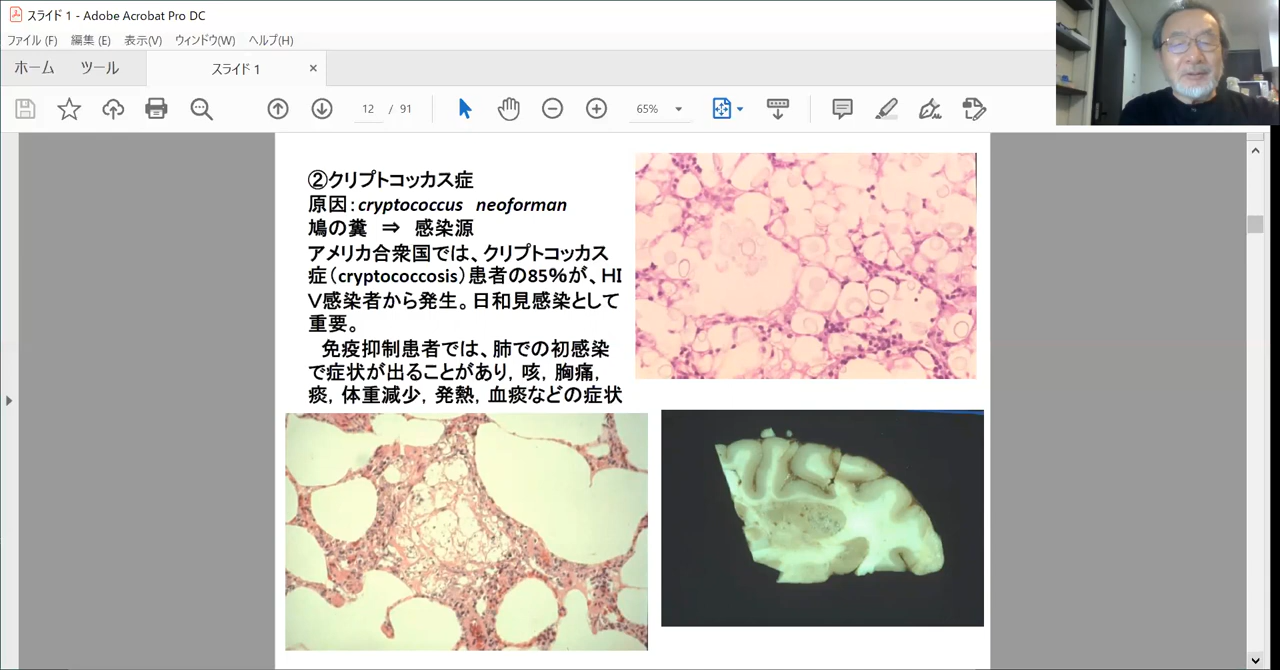 スライド 1 - Adobe Acrobat Pro DC
ファイル(F) 編集(E) 表示(V) ウィンドウ(W) ヘルプ(H)
ホーム ツール スライド 1 ×
12 / 91 65%
②クリプトコッカス症
原因：cryptococcus neoforman
鳩の糞 ⇒ 感染源
アメリカ合衆国では、クリプトコッカス
症（cryptococcosis）患者の85％が、HI
V感染者から発生。日和見感染として
重要。
免疫抑制患者では、肺での初感染
で症状が出ることがあり，咳，胸痛，
痰，体重減少，発熱，血痰などの症状